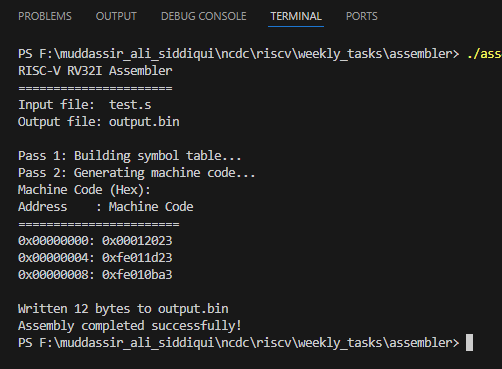 PROBLEMS OUTPUT DEBUG CONSOLE TERMINAL PORTS
PS F:\muddassir_ali_siddiqui\ncdc\riscv\weekly_tasks\assembler> ./ass
RISC-V RV32I Assembler
======================
Input file:  test.s
Output file: output.bin
Pass 1: Building symbol table...
Pass 2: Generating machine code...
Machine Code (Hex):
Address    : Machine Code
=======================
0x00000000: 0x00012023
0x00000004: 0xfe011d23
0x00000008: 0xfe010ba3
Written 12 bytes to output.bin
Assembly completed successfully!
PS F:\muddassir_ali_siddiqui\ncdc\riscv\weekly_tasks\assembler>